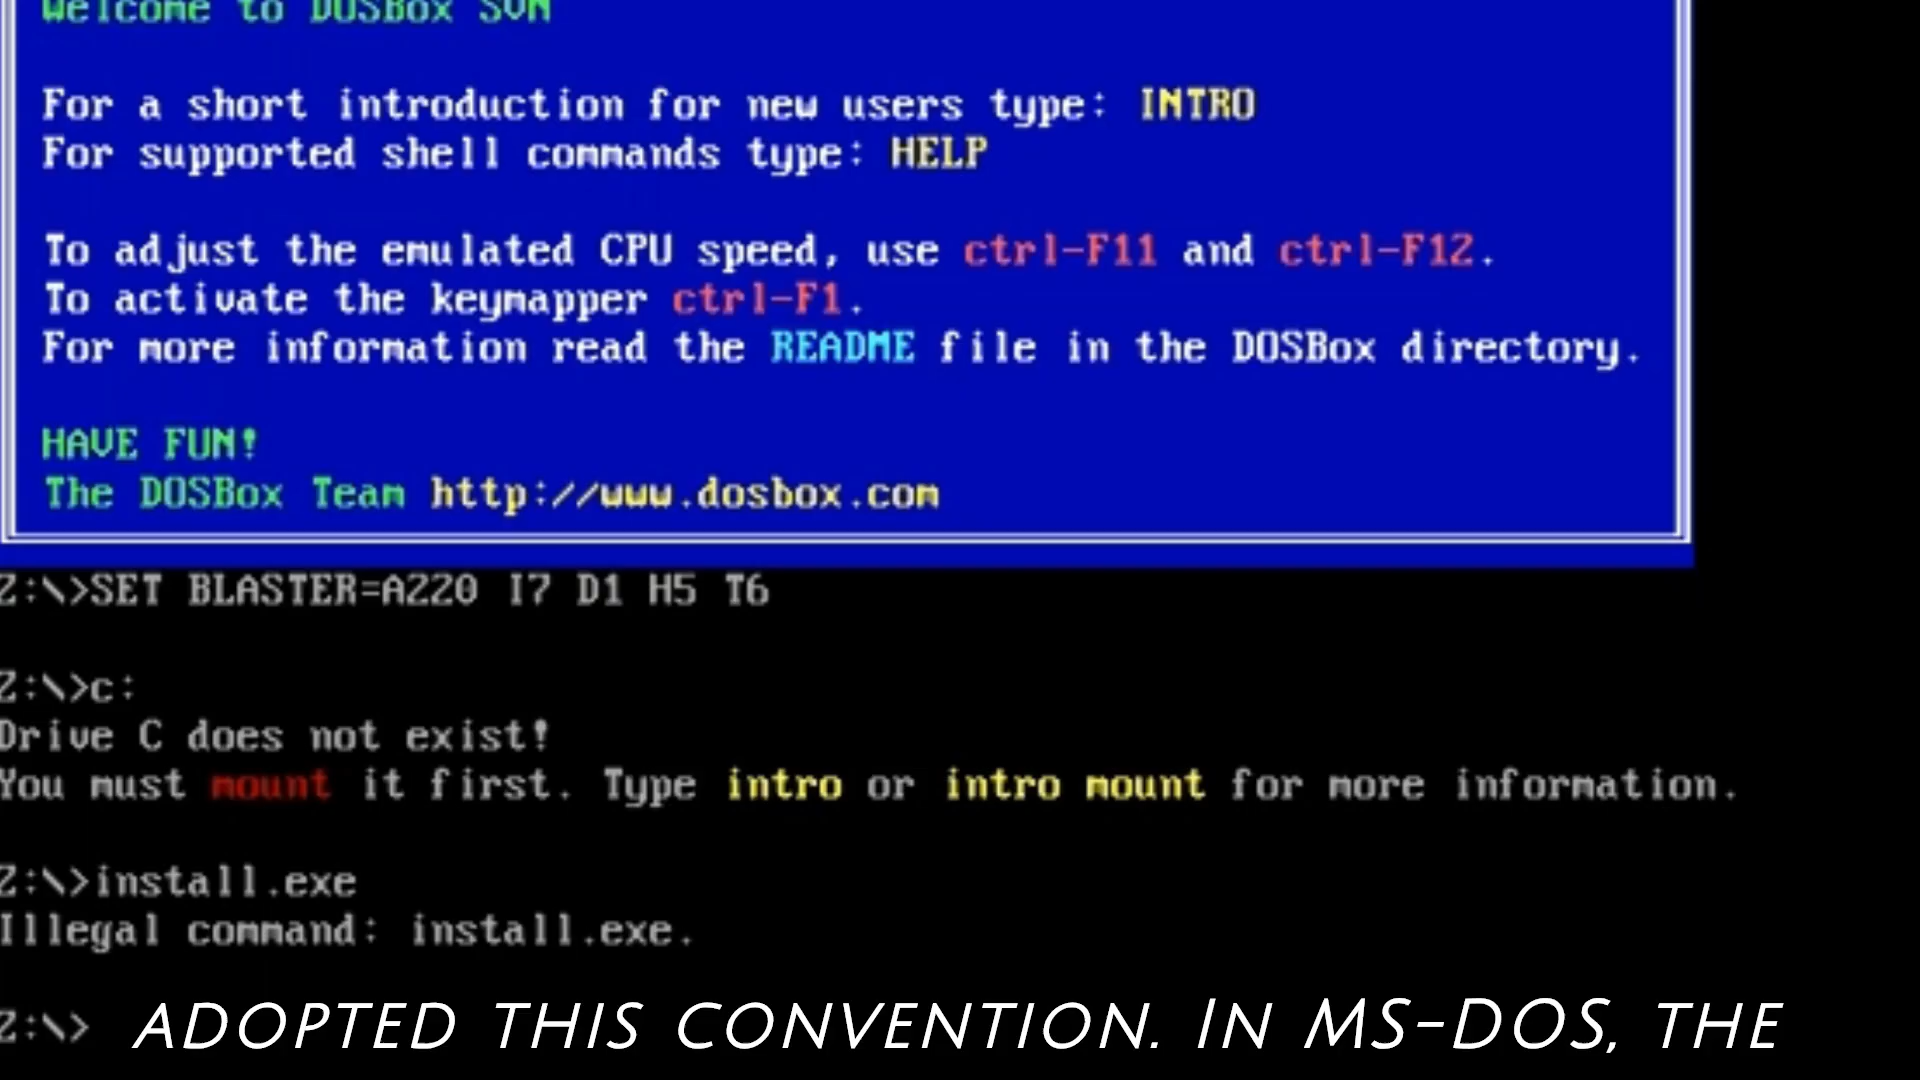 Welcome to DOSBox SVN
For a short introduction for new users type: INTRO
For supported shell commands type: HELP
To adjust the emulated CPU speed, use ctrl-F11 and ctrl-F12.
To activate the keymapper ctrl-F1.
For more information read the README file in the DOSBox directory.
HAVE FUN!
The DOSBox Team http://www.dosbox.com
Z:\>SET BLASTER=A220 I7 D1 H5 T6
Z:\>c:
Drive C does not exist!
You must mount it first. Type intro or intro mount for more information.
Z:\>install.exe
Illegal command: install.exe.
Z:\>
ADOPTED THIS CONVENTION. IN MS-DOS, THE